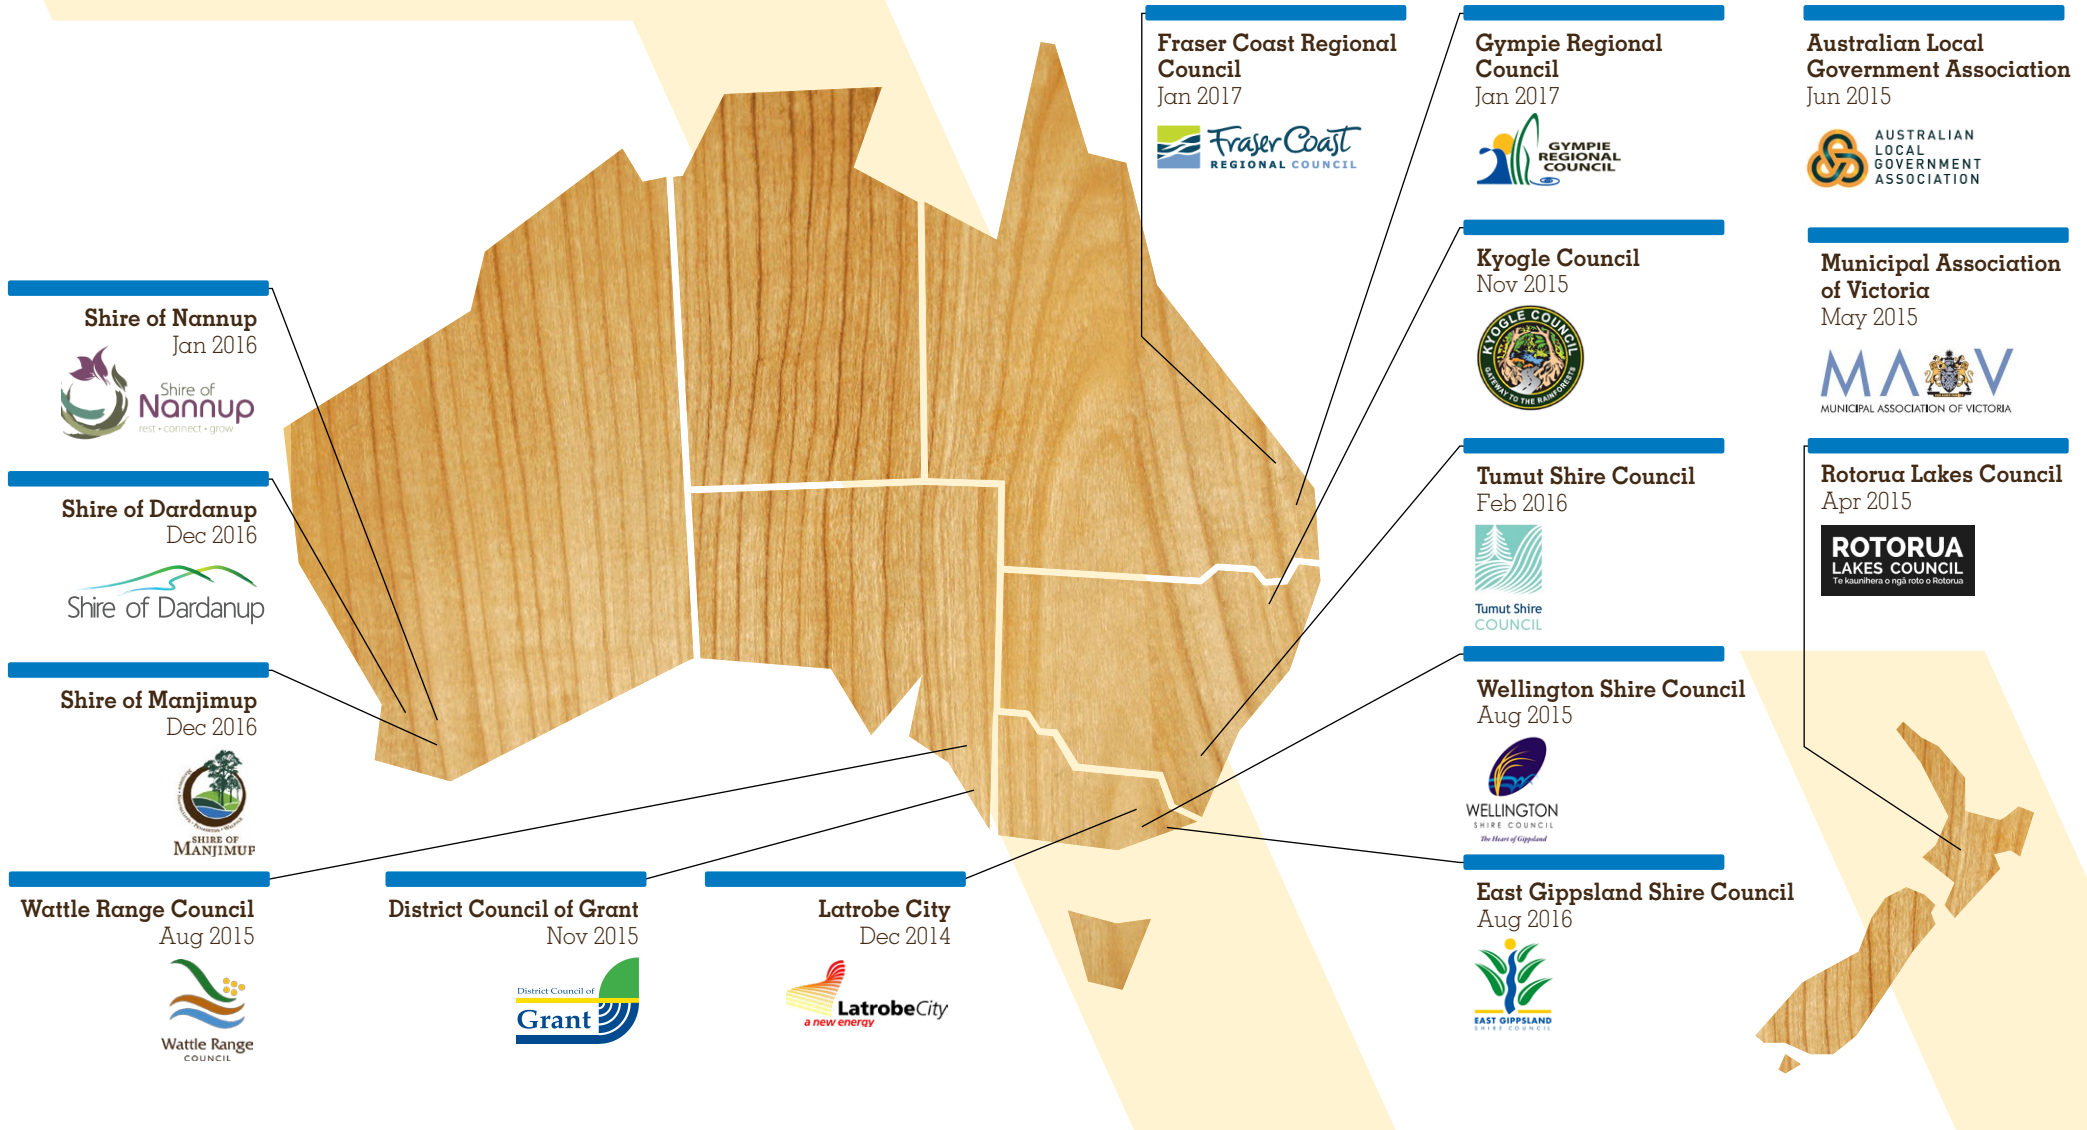 Fraser Coast Regional
Council
Jan 2017
Fraser Coast
REGIONAL COUNCIL
Gympie Regional
Council
Jan 2017
GYMPIE
REGIONAL
COUNCIL
Australian Local
Government Association
Jun 2015
AUSTRALIAN
LOCAL
GOVERNMENT
ASSOCIATION
Kyogle Council
Nov 2015
KYOGLE COUNCIL
GATEWAY TO THE RAINFORESTS
Municipal Association
of Victoria
May 2015
MAV
MUNICIPAL ASSOCIATION OF VICTORIA
Shire of Nannup
Jan 2016
Shire of
Nannup
rest • connect • grow
Shire of Dardanup
Dec 2016
Shire of Dardanup
Shire of Manjimup
Dec 2016
SHIRE OF
MANJIMUP
Tumut Shire Council
Feb 2016
Tumut Shire
COUNCIL
Rotorua Lakes Council
Apr 2015
ROTORUA
LAKES COUNCIL
Te kaunihera o ngā roto o Rotorua
Wellington Shire Council
Aug 2015
WELLINGTON
SHIRE COUNCIL
The Heart of Gippsland
Wattle Range Council
Aug 2015
Wattle Range
COUNCIL
District Council of Grant
Nov 2015
District Council of
Grant
Latrobe City
Dec 2014
LatrobeCity
a new energy
East Gippsland Shire Council
Aug 2016
EAST GIPPSLAND
SHIRE COUNCIL